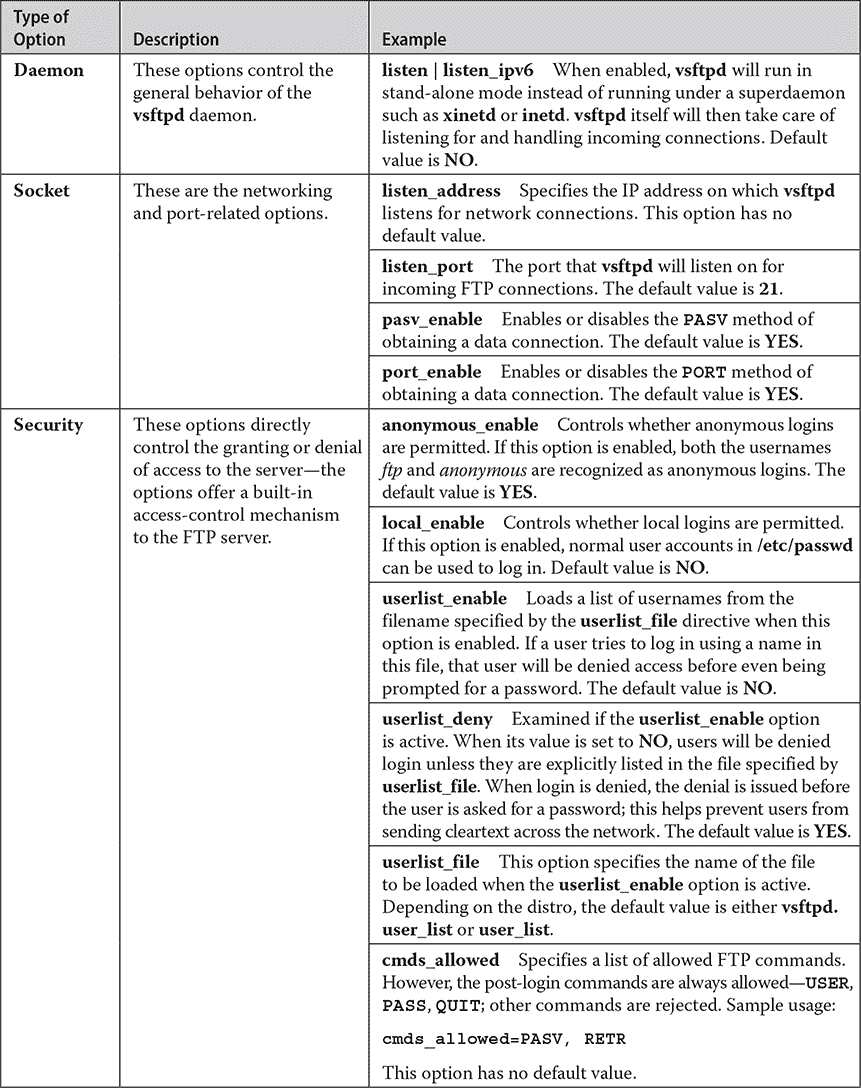 Type of
Option
Description
Example
Daemon
These options control the
general behavior of the
vsftpd daemon.
listen | listen_ipv6 When enabled, vsftpd will run in
stand-alone mode instead of running under a superdaemon
such as xinetd or inetd. vsftpd itself will then take care of
listening for and handling incoming connections. Default
value is NO.
Socket
These are the networking
and port-related options.
listen_address Specifies the IP address on which vsftpd
listens for network connections. This option has no
default value.
listen_port The port that vsftpd will listen on for
incoming FTP connections. The default value is 21.
pasv_enable Enables or disables the PASV method of
obtaining a data connection. The default value is YES.
port_enable Enables or disables the PORT method of
obtaining a data connection. The default value is YES.
Security
These options directly
control the granting or denial
of access to the server—the
options offer a built-in
access-control mechanism
to the FTP server.
anonymous_enable Controls whether anonymous logins
are permitted. If this option is enabled, both the usernames
ftp and anonymous are recognized as anonymous logins. The
default value is YES.
local_enable Controls whether local logins are permitted.
If this option is enabled, normal user accounts in /etc/passwd
can be used to log in. Default value is NO.
userlist_enable Loads a list of usernames from the
filename specified by the userlist_file directive when this
option is enabled. If a user tries to log in using a name in
this file, that user will be denied access before even being
prompted for a password. The default value is NO.
userlist_deny Examined if the userlist_enable option
is active. When its value is set to NO, users will be denied
login unless they are explicitly listed in the file specified by
userlist_file. When login is denied, the denial is issued before
the user is asked for a password; this helps prevent users from
sending cleartext across the network. The default value is YES.
userlist_file This option specifies the name of the file
to be loaded when the userlist_enable option is active.
Depending on the distro, the default value is either vsftpd.
user_list or user_list.
cmds_allowed Specifies a list of allowed FTP commands.
However, the post-login commands are always allowed—USER,
PASS, QUIT; other commands are rejected. Sample usage:
cmds_allowed=PASV, RETR
This option has no default value.